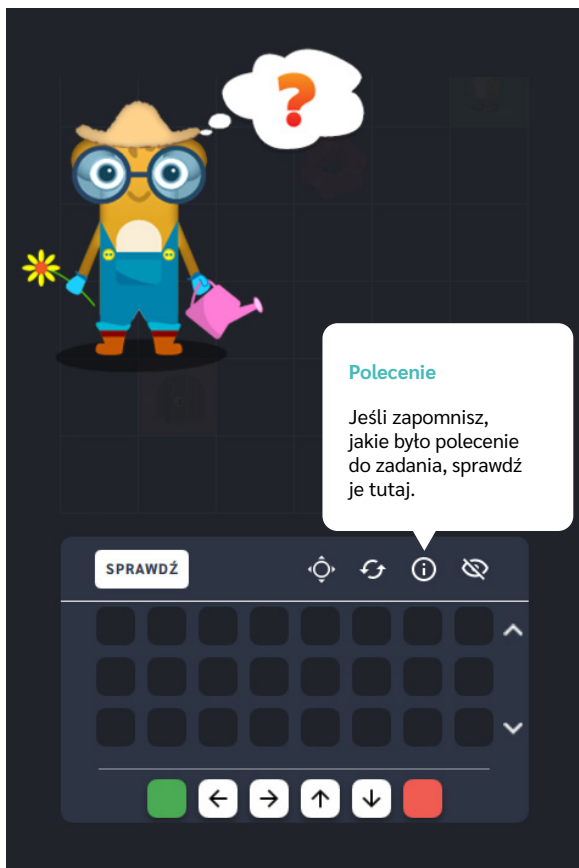 ?
Polecenie
Jeśli zapomnisz,
jakie było polecenie
do zadania, sprawdź
je tutaj.
SPRAWDŹ